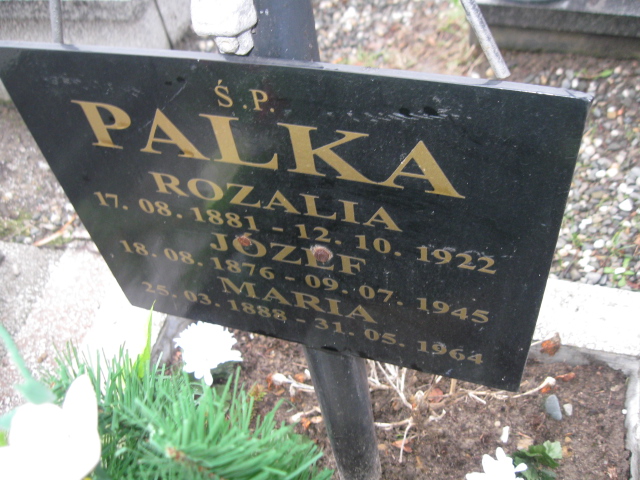 Ś.P.
PALKA
ROZALIA
17. 08. 1881 - 12. 10. 1922
JÓZEF
18. 08. 1876 - 09. 07. 1945
MARIA
25. 03. 1888 - 31. 05. 1964